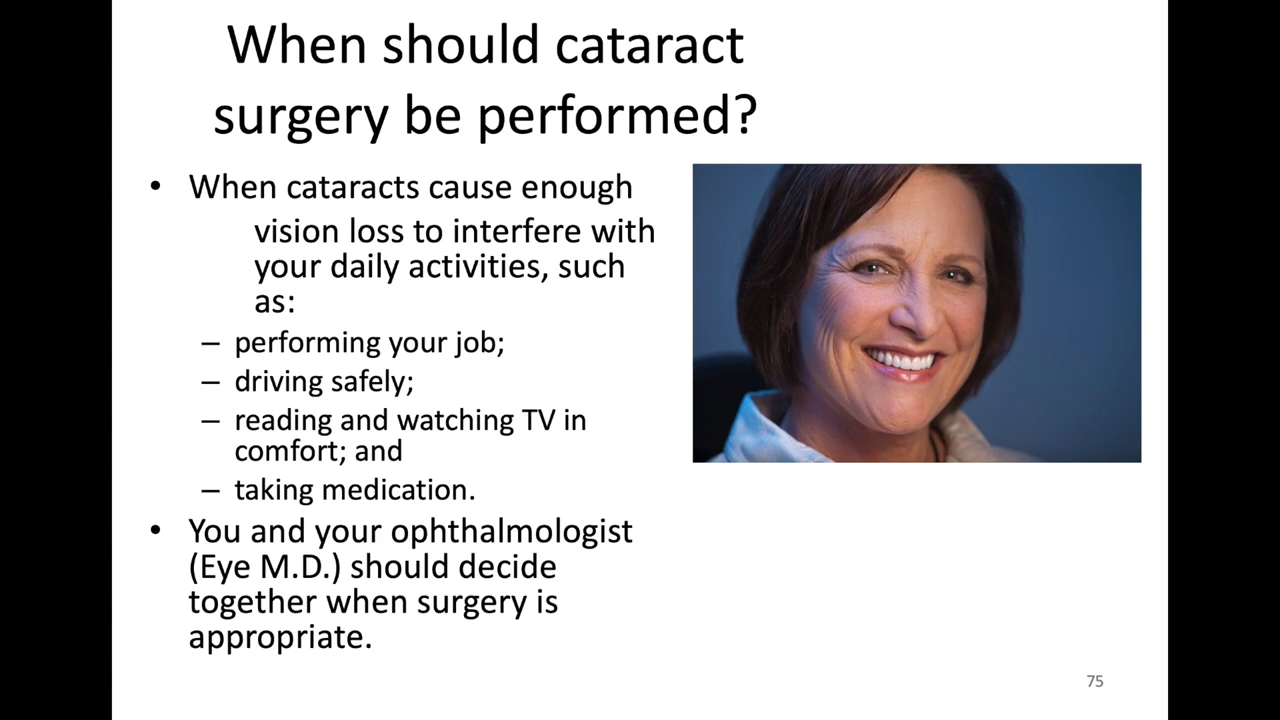 When should cataract
surgery be performed?
• When cataracts cause enough
vision loss to interfere with
your daily activities, such
as:
– performing your job;
– driving safely;
– reading and watching TV in
comfort; and
– taking medication.
• You and your ophthalmologist
(Eye M.D.) should decide
together when surgery is
appropriate.
75